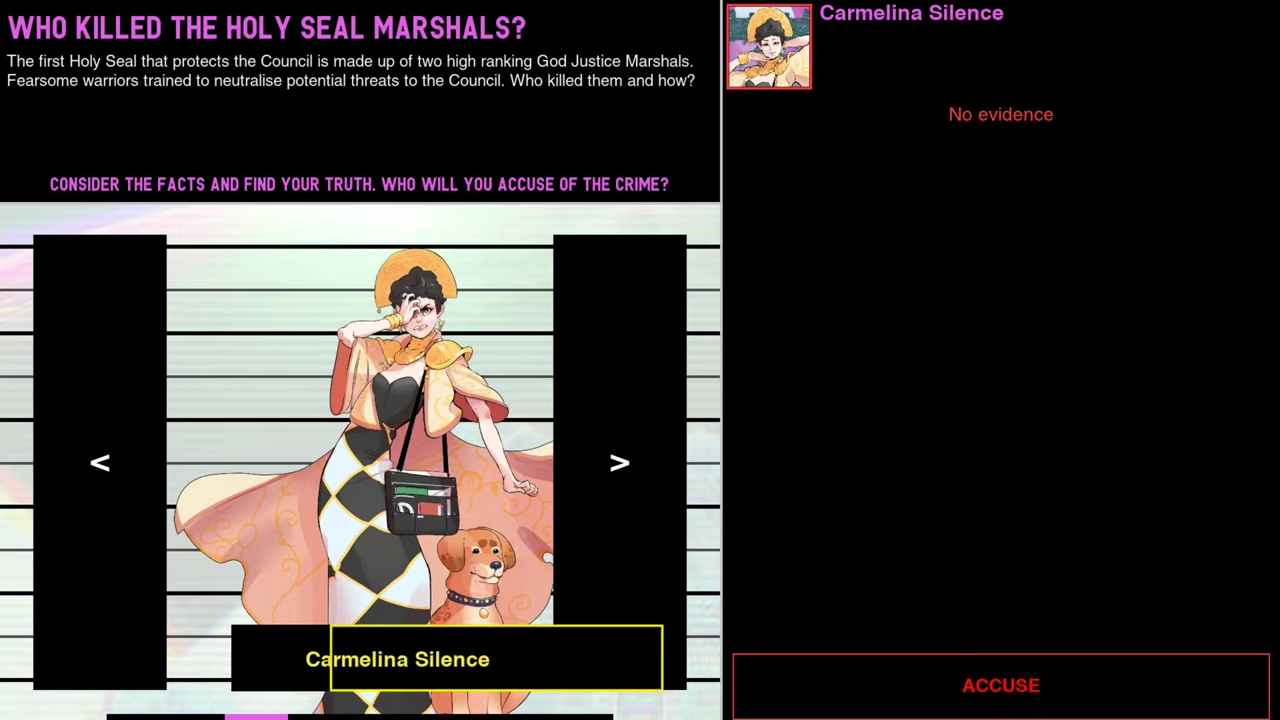 WHO KILLED THE HOLY SEAL MARSHALS?
The first Holy Seal that protects the Council is made up of two high ranking God Justice Marshals.
Fearsome warriors trained to neutralise potential threats to the Council. Who killed them and how?
CONSIDER THE FACTS AND FIND YOUR TRUTH. WHO WILL YOU ACCUSE OF THE CRIME?
<
>
Carmelina Silence
Carmelina Silence
No evidence
ACCUSE